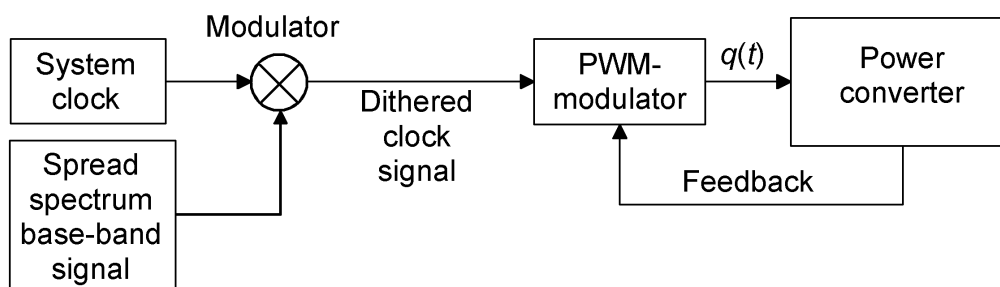 Modulator
System
clock
Dithered
clock
signal
PWM-
modulator
q(t)
Power
converter
Spread
spectrum
base-band
signal
Feedback